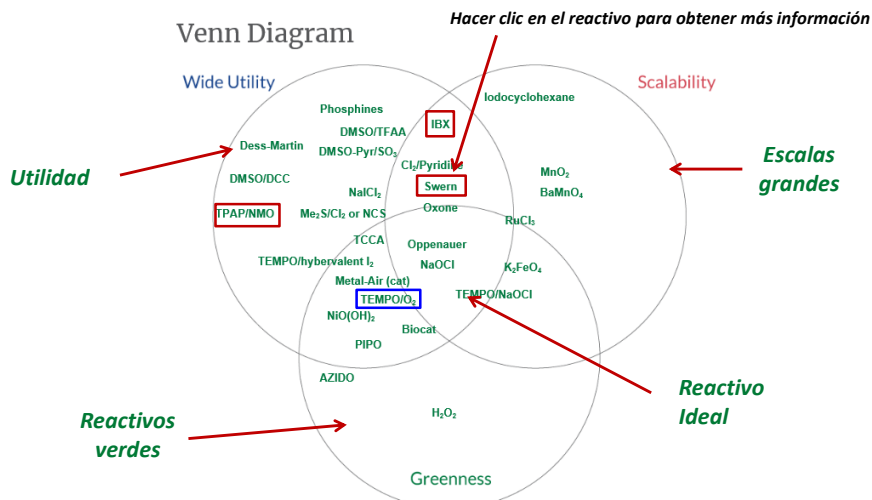 Hacer clic en el reactivo para obtener más información
Venn Diagram
Wide Utility
Scalability
Iodocyclohexane
Phosphines
IBX
DMSO/TFAA
Dess-Martin
DMSO-Pyr/SO₃
Escalas
grandes
Cl₂/Pyridine
MnO₂
Utilidad
DMSO/DCC
Swern
NaICl₂
BaMnO₄
Oxone
TPAP/NMO
Me₂S/Cl₂ or NCS
RuCl₃
TCCA
Oppenauer
TEMPO/hybervalent I₂
NaOCl
K₂FeO₄
Metal-Air (cat)
TEMPO/O₂
TEMPO/NaOCl
NiO(OH)₂
Biocat
PIPO
AZIDO
Reactivo
Ideal
H₂O₂
Reactivos
verdes
Greenness